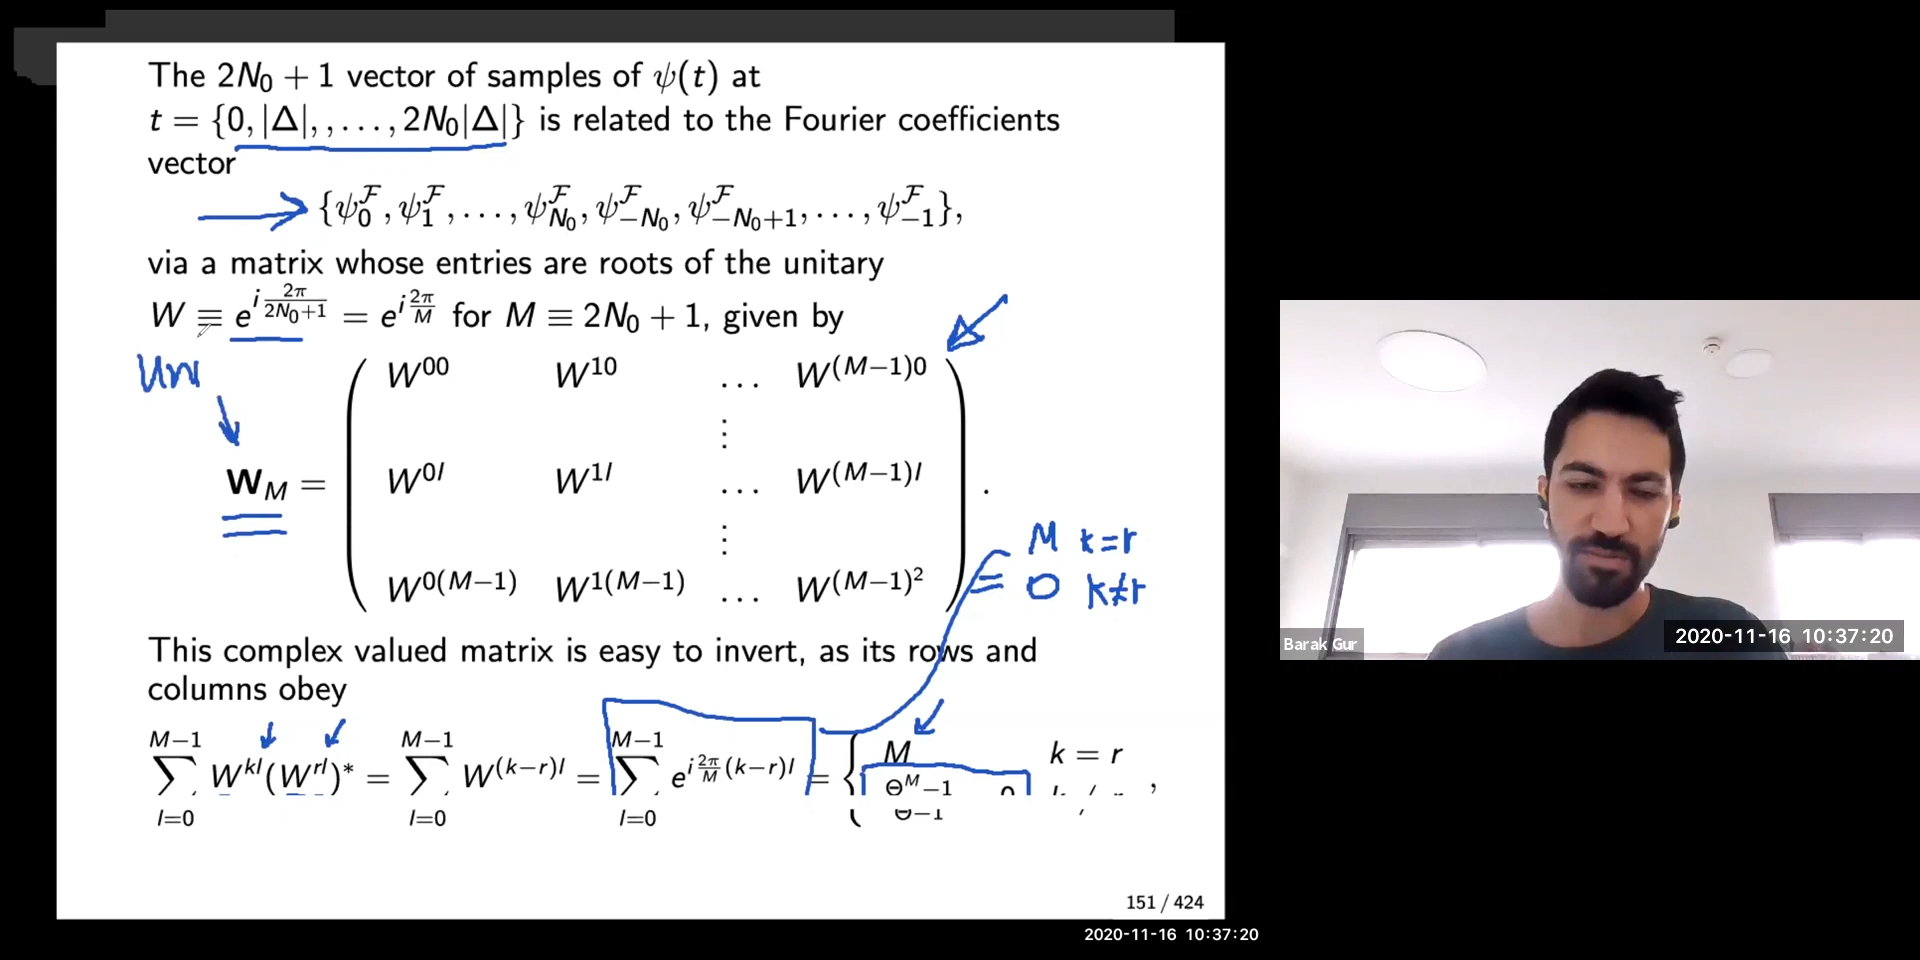 The 2N₀ + 1 vector of samples of ψ(t) at
t = {0, |Δ|, , . . . , 2N₀|Δ|} is related to the Fourier coefficients
vector
{ψ₀^ℱ, ψ₁^ℱ, . . . , ψ_{N₀}^ℱ, ψ_{−N₀}^ℱ, ψ_{−N₀+1}^ℱ, . . . , ψ_{−1}^ℱ},
via a matrix whose entries are roots of the unitary
W ≡ e^{i 2π/(2N₀+1)} = e^{i 2π/M} for M ≡ 2N₀ + 1, given by
Uni
W^{00} W^{10} . . . W^{(M−1)0}
⋮
W_M = W^{0l} W^{1l} . . . W^{(M−1)l} .
⋮
W^{0(M−1)} W^{1(M−1)} . . . W^{(M−1)²}
M k=r
= 0 k≠r
This complex valued matrix is easy to invert, as its rows and
columns obey
∑_{l=0}^{M−1} W^{kl}(W^{rl})* = ∑_{l=0}^{M−1} W^{(k−r)l} = ∑_{l=0}^{M−1} e^{i 2π/M (k−r)l} = { M k = r
Θ^M−1 ,
Θ−1
151 / 424
2020-11-16 10:37:20
Barak Gur
2020-11-16 10:37:20